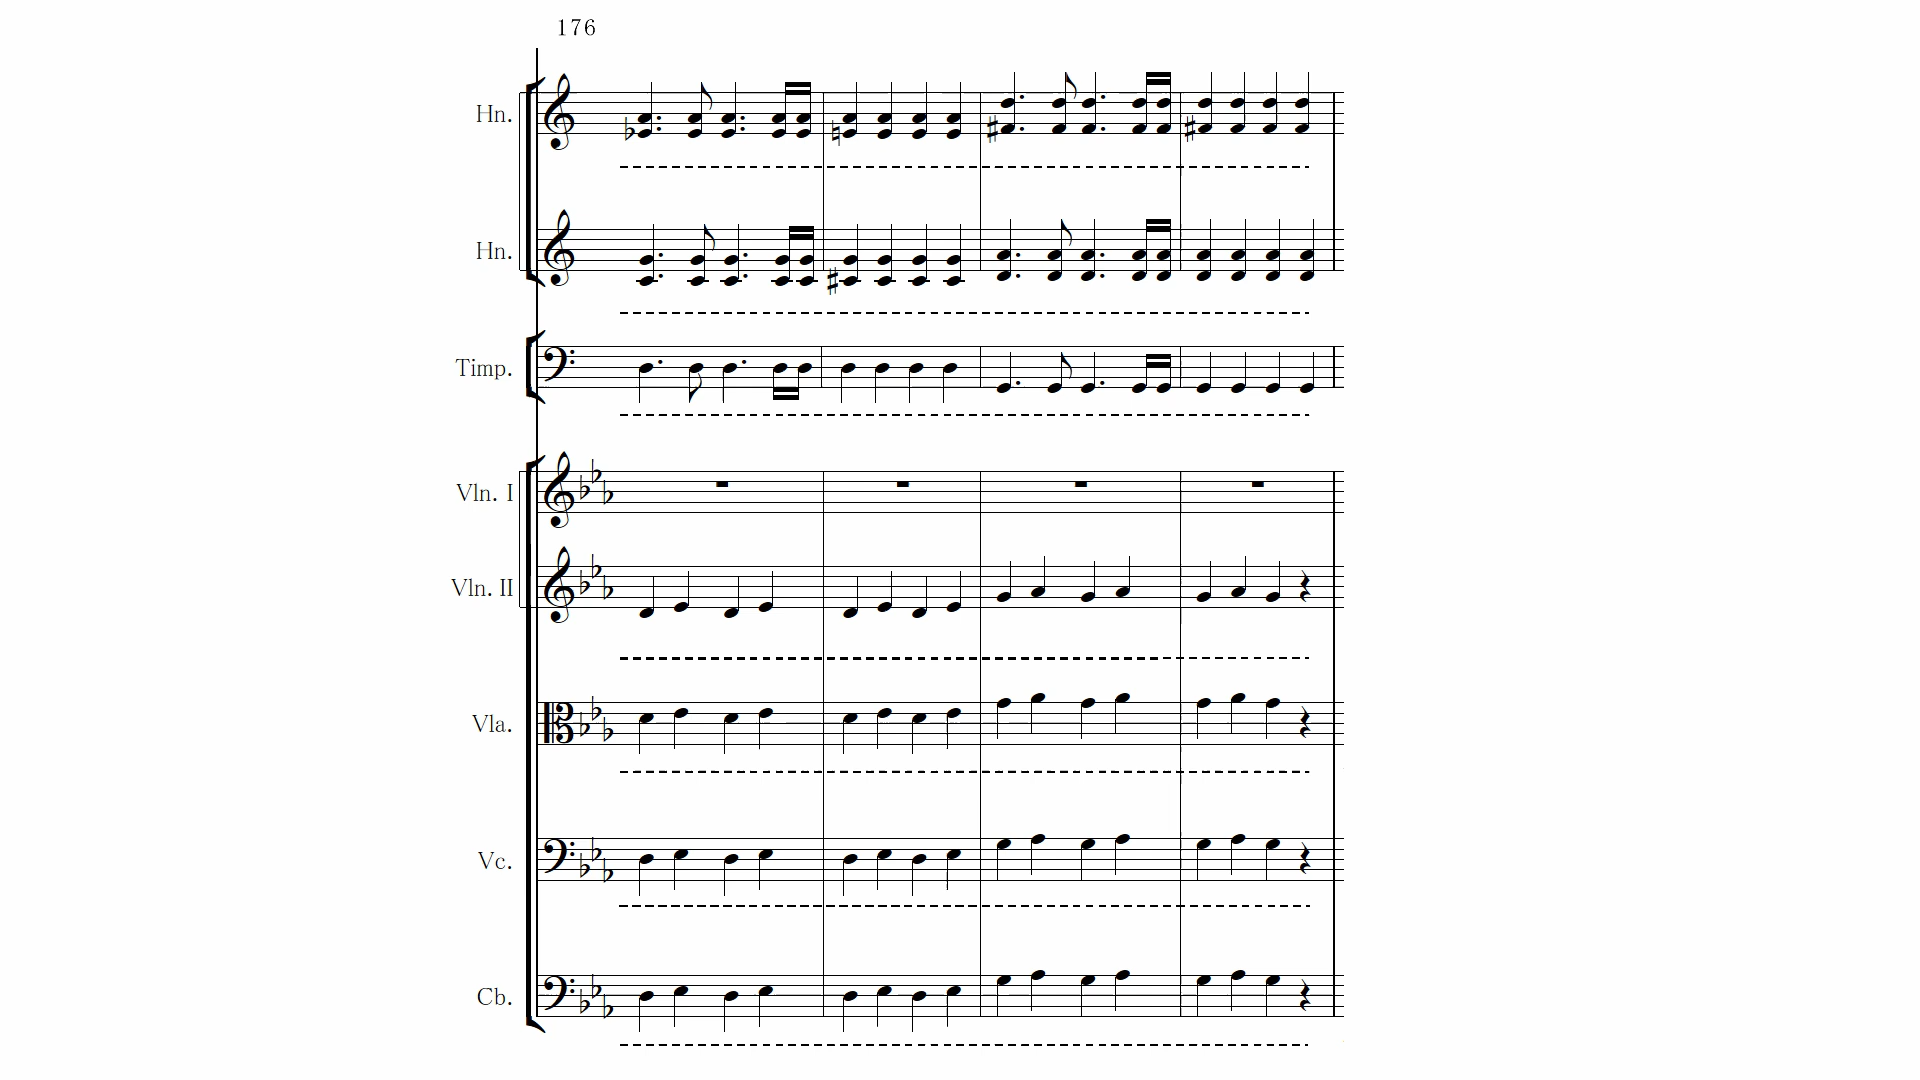 176
Hn.
Hn.
Timp.
Vln. I
Vln. II
Vla.
Vc.
Cb.